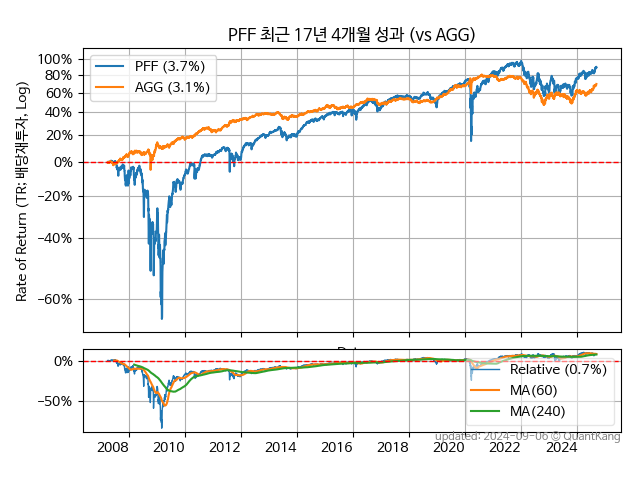 PFF 최근 17년 4개월 성과 (vs AGG)
Rate of Return (TR; 배당재투자, Log)
100%
80%
60%
40%
20%
0%
−20%
−40%
−60%
PFF (3.7%)
AGG (3.1%)
0%
−50%
Relative (0.7%)
MA(60)
MA(240)
2008 2010 2012 2014 2016 2018 2020 2022 2024
updated: 2024-09-06 © QuantKang